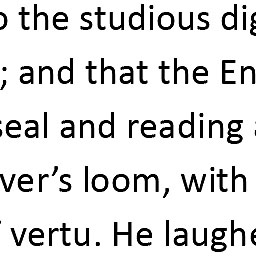 the studious dig
; and that the En
seal and reading
ver’s loom, with
vertu. He laughe